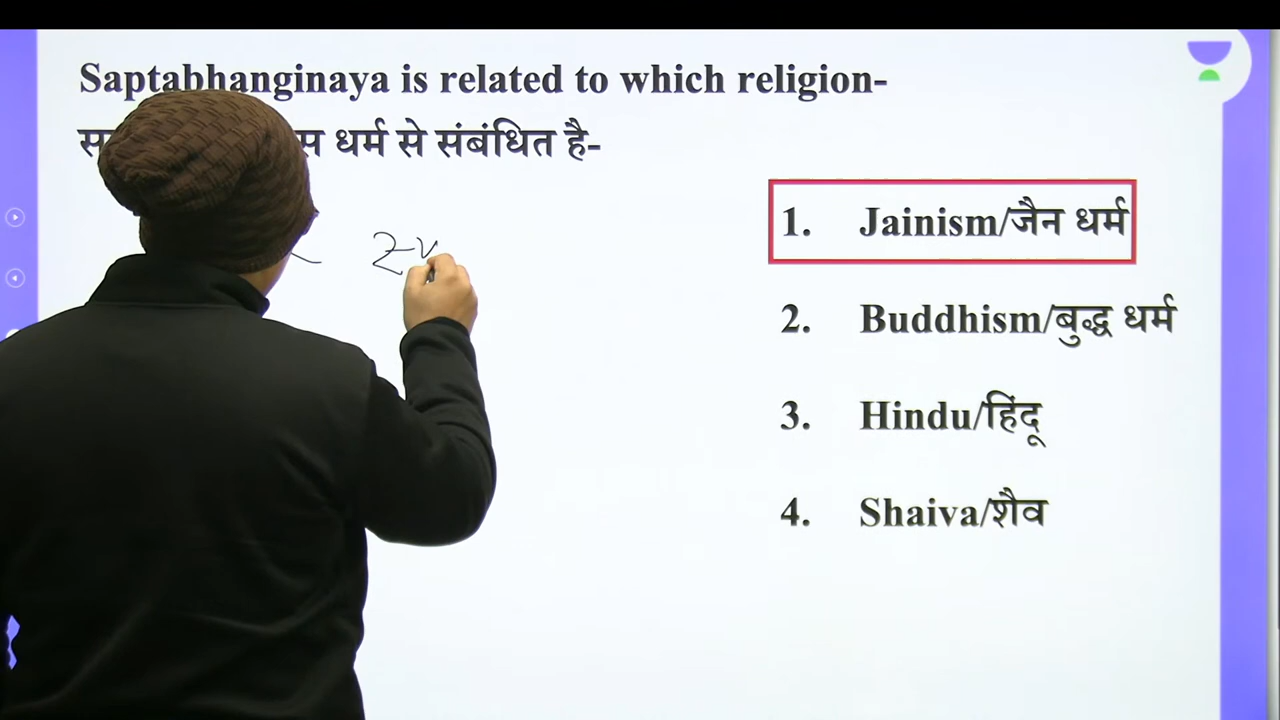 Saptabhanginaya is related to which religion-
धर्म से संबंधित है-
1. Jainism/जैन धर्म
2. Buddhism/बुद्ध धर्म
3. Hindu/हिंदू
4. Shaiva/शैव